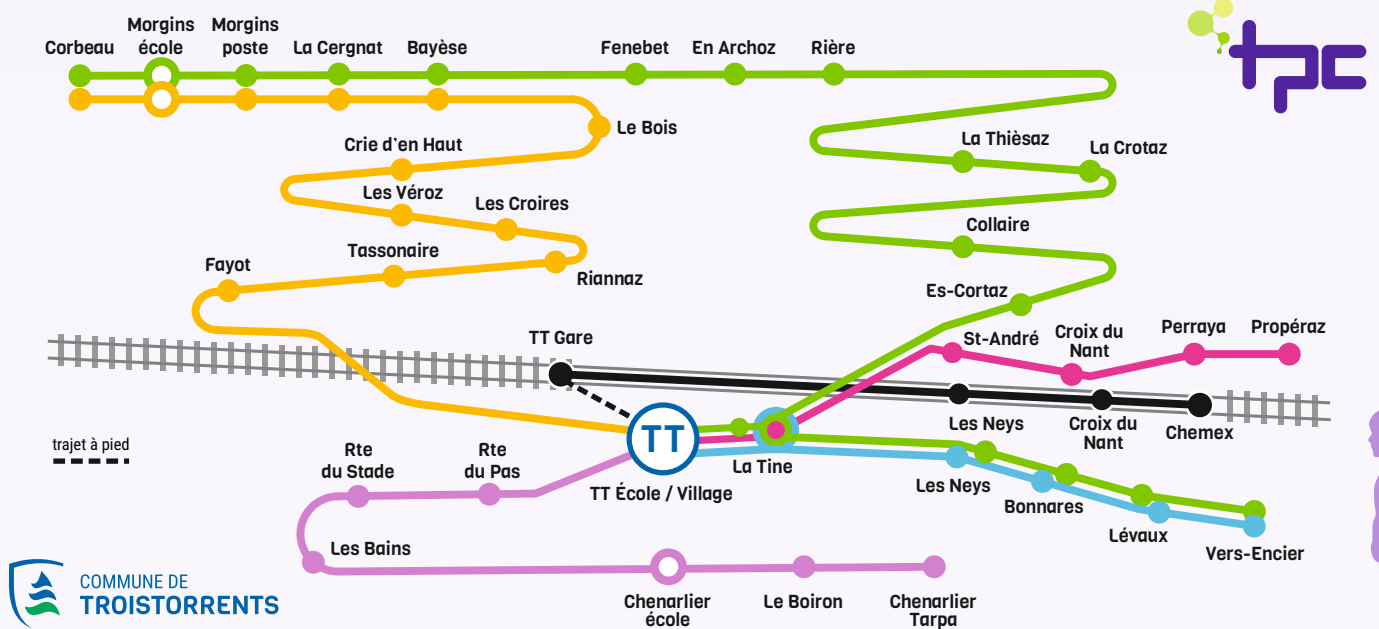 Corbeau
Morgins
école
Morgins
poste
La Cergnat
Bayèse
Fenebet
En Archoz
Rière
tpc
Le Bois
Crie d'en Haut
La Thièsaz
La Crotaz
Les Véroz
Les Croires
Collaire
Tassonaire
Fayot
Riannaz
Es-Cortaz
TT Gare
St-André
Croix du
Nant
Perraya
Propéraz
Les Neys
Croix du
Nant
Chemex
trajet à pied
TT
Rte
du Stade
Rte
du Pas
La Tine
TT École / Village
Les Neys
Bonnares
Lévaux
Vers-Encier
Les Bains
Chenarlier
école
Le Boiron
Chenarlier
Tarpa
COMMUNE DE
TROISTORRENTS